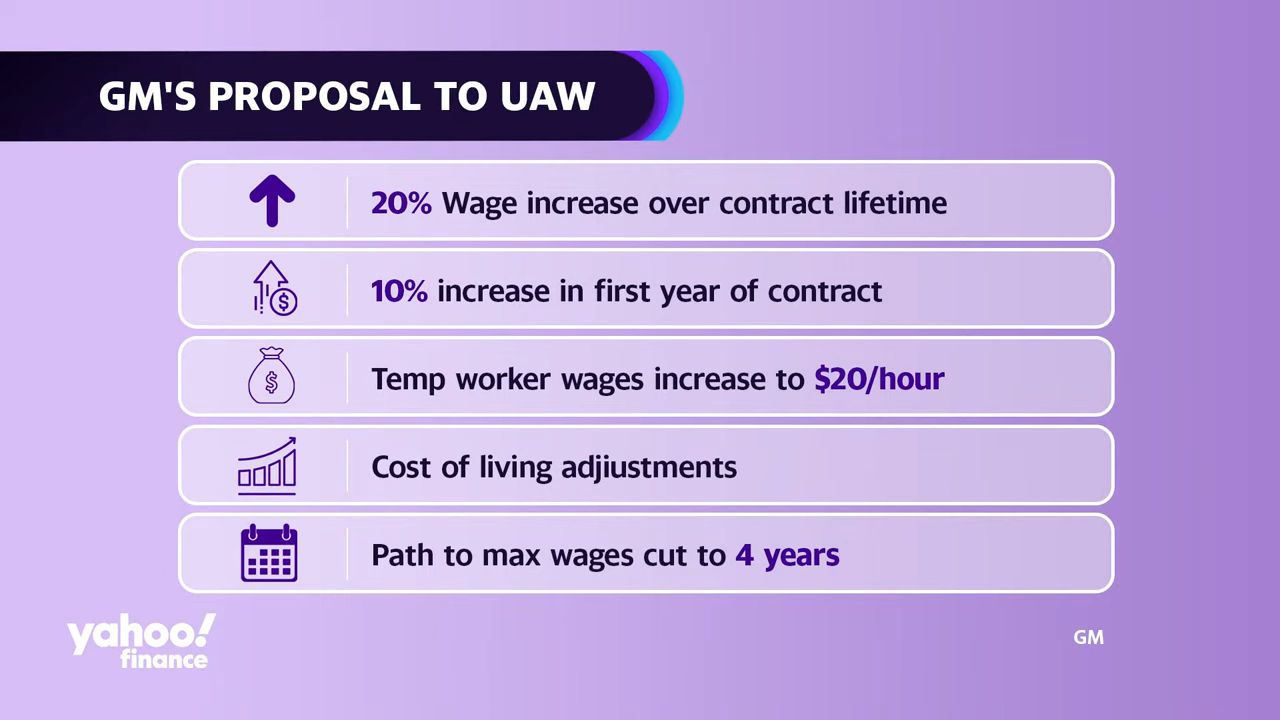 GM'S PROPOSAL TO UAW
20% Wage increase over contract lifetime
10% increase in first year of contract
Temp worker wages increase to $20/hour
Cost of living adjiustments
Path to max wages cut to 4 years
yahoo!
finance
GM